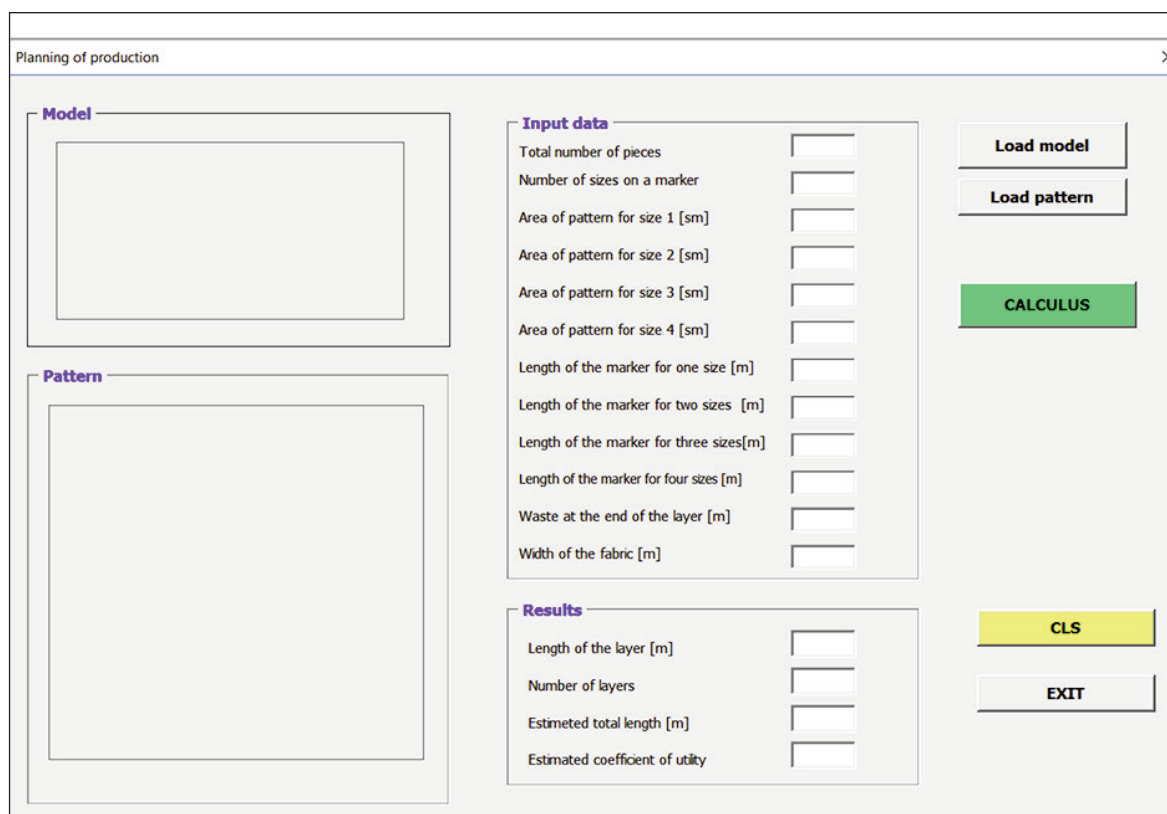 Planning of production
Model
Pattern
Input data
Total number of pieces
Number of sizes on a marker
Area of pattern for size 1 [sm]
Area of pattern for size 2 [sm]
Area of pattern for size 3 [sm]
Area of pattern for size 4 [sm]
Length of the marker for one size [m]
Length of the marker for two sizes [m]
Length of the marker for three sizes[m]
Length of the marker for four sizes [m]
Waste at the end of the layer [m]
Width of the fabric [m]
Results
Length of the layer [m]
Number of layers
Estimeted total length [m]
Estimated coefficient of utility
Load model
Load pattern
CALCULUS
CLS
EXIT